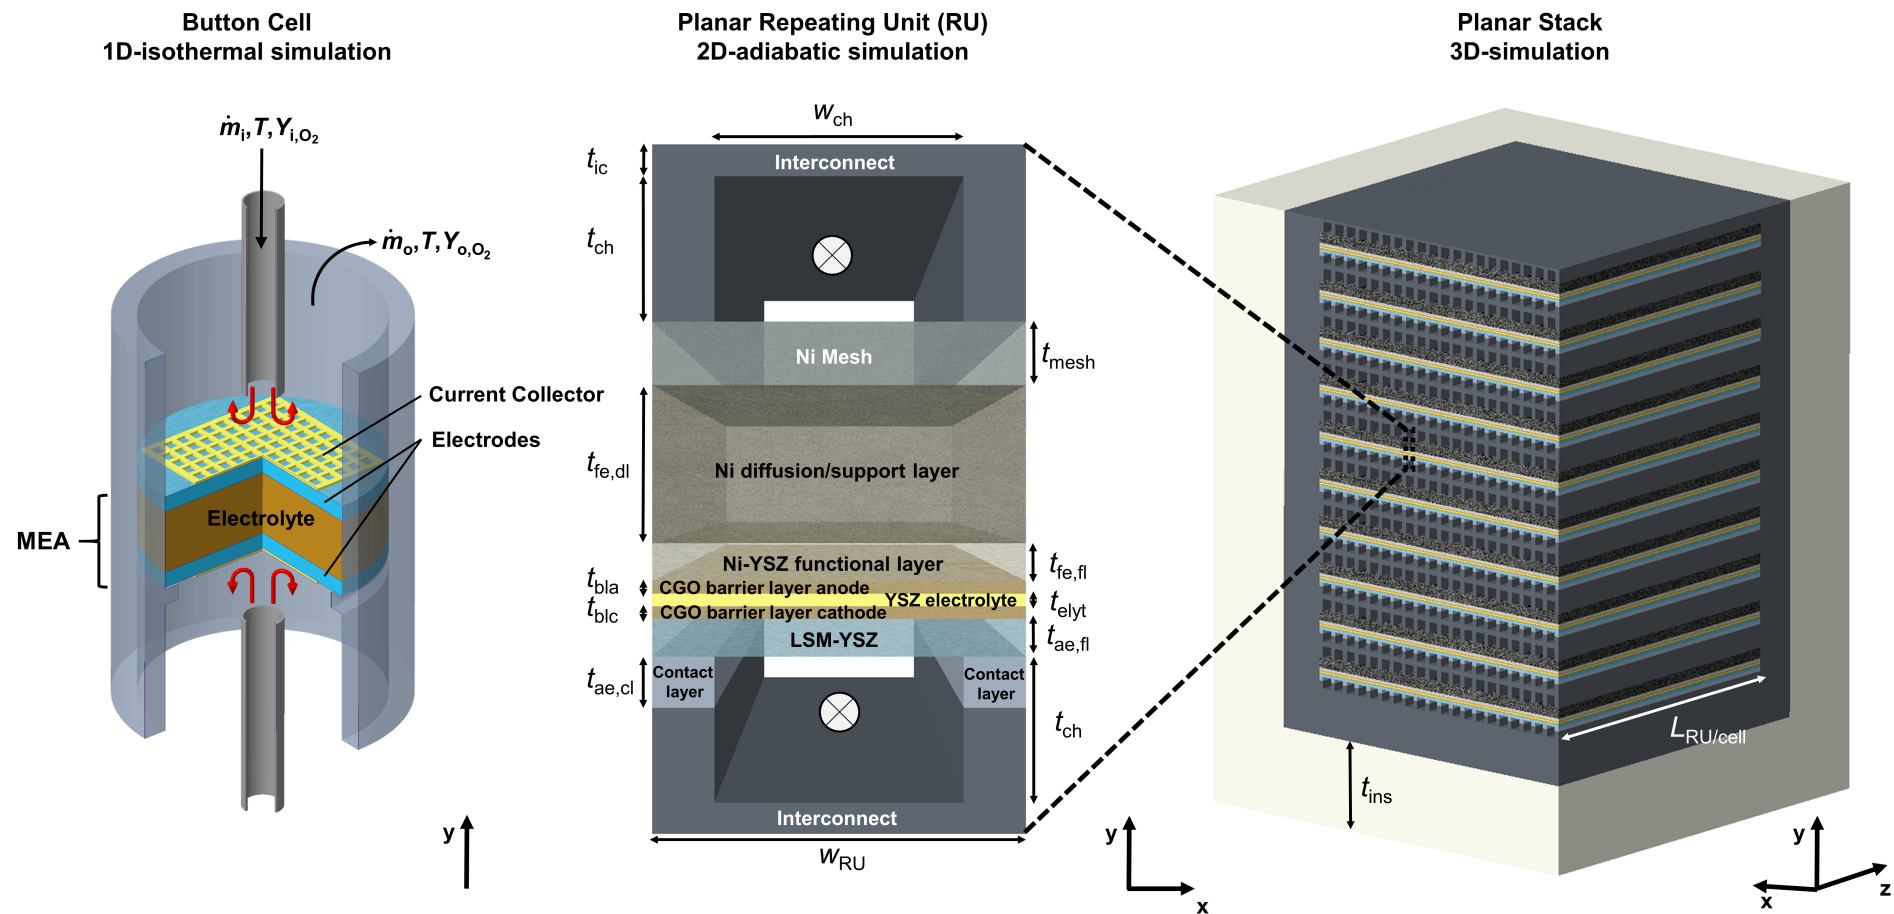 Button Cell
1D-isothermal simulation
ṁi,T,Yi,O2
ṁo,T,Yo,O2
Current Collector
Electrodes
Electrolyte
MEA
y
Planar Repeating Unit (RU)
2D-adiabatic simulation
wch
tic
Interconnect
tch
Ni Mesh
tmesh
tfe,dl
Ni diffusion/support layer
Ni-YSZ functional layer
tfe,fl
tbla
CGO barrier layer anode
YSZ electrolyte
telyt
tblc
CGO barrier layer cathode
LSM-YSZ
tae,fl
tae,cl
Contact
layer
Contact
layer
tch
Interconnect
wRU
y
x
Planar Stack
3D-simulation
LRU/cell
tins
y
x
z